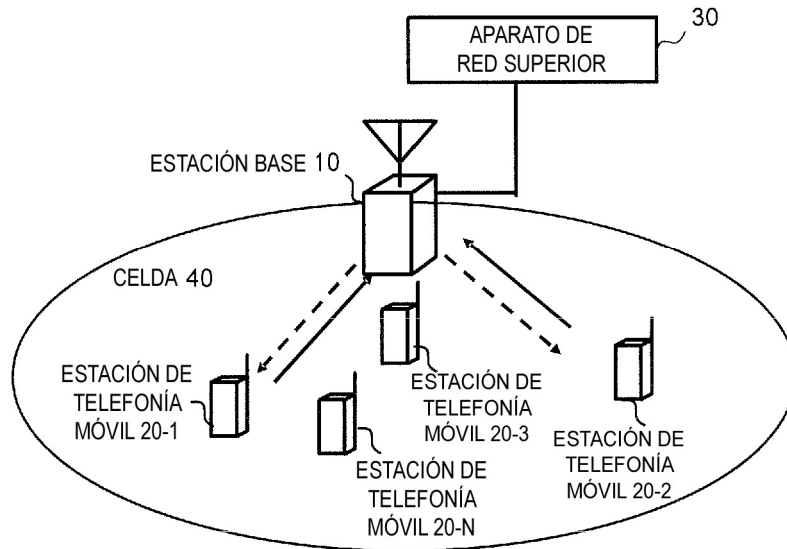 APARATO DE
RED SUPERIOR
30
ESTACIÓN BASE 10
CELDA 40
ESTACIÓN DE
TELEFONÍA
MÓVIL 20-1
ESTACIÓN DE
TELEFONÍA
MÓVIL 20-3
ESTACIÓN DE
TELEFONÍA
MÓVIL 20-N
ESTACIÓN DE
TELEFONÍA
MÓVIL 20-2